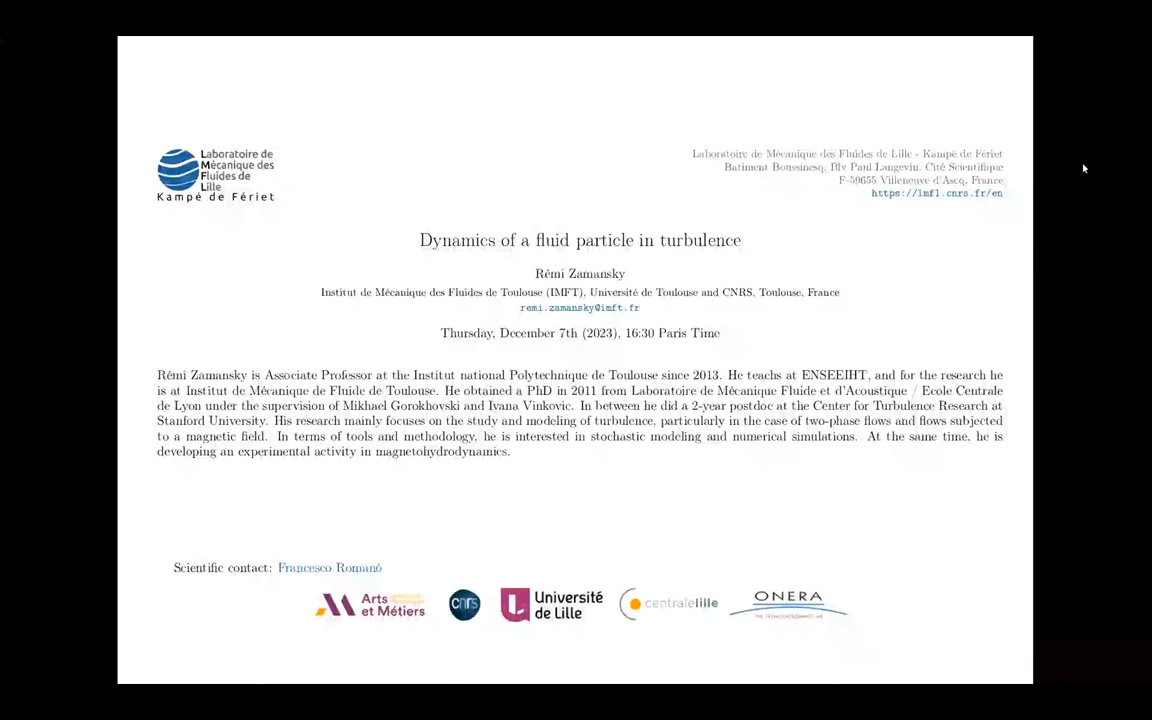 Laboratoire de
Mécanique des
Fluides de
Lille
Kampé de Fériet
Laboratoire de Mécanique des Fluides de Lille - Kampé de Fériet
Batiment Boussinesq, Blv Paul Langevin, Cité Scientifique
F-59655 Villeneuve d'Ascq, France
https://lmfl.cnrs.fr/en
Dynamics of a fluid particle in turbulence
Rémi Zamansky
Institut de Mécanique des Fluides de Toulouse (IMFT), Université de Toulouse and CNRS, Toulouse, France
remi.zamansky@imft.fr
Thursday, December 7th (2023), 16:30 Paris Time
Rémi Zamansky is Associate Professor at the Institut national Polytechnique de Toulouse since 2013. He teachs at ENSEEIHT, and for the research he
is at Institut de Mécanique de Fluide de Toulouse. He obtained a PhD in 2011 from Laboratoire de Mécanique Fluide et d'Acoustique / Ecole Centrale
de Lyon under the supervision of Mikhael Gorokhovski and Ivana Vinkovic. In between he did a 2-year postdoc at the Center for Turbulence Research at
Stanford University. His research mainly focuses on the study and modeling of turbulence, particularly in the case of two-phase flows and flows subjected
to a magnetic field. In terms of tools and methodology, he is interested in stochastic modeling and numerical simulations. At the same time, he is
developing an experimental activity in magnetohydrodynamics.
Scientific contact: Francesco Romanò
Arts
et Métiers
cnrs
Université
de Lille
centralelille
ONERA